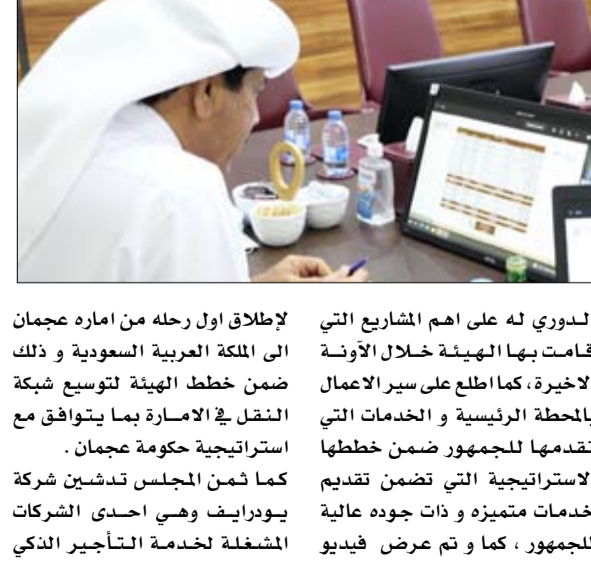 الدوري له على اهم المشاريع التي
قامت بها الهيئة خلال الآونة
الاخيرة، كما اطلع على سير الاعمال
بالمحطة الرئيسية و الخدمات التي
تقدمها للجمهور ضمن خططها
الاستراتيجية التي تضمن تقديم
خدمات متميزه و ذات جوده عالية
للجمهور ، كما و تم عرض فيديو
لإطلاق اول رحله من اماره عجمان
الى المملكة العربية السعودية و ذلك
ضمن خطط الهيئة لتوسيع شبكة
النقل في الامارة بما يتوافق مع
استراتيجية حكومة عجمان .
كما ثمن المجلس تدشين شركة
يودرايف وهي احدى الشركات
المشغلة لخدمة التأجير الذكي